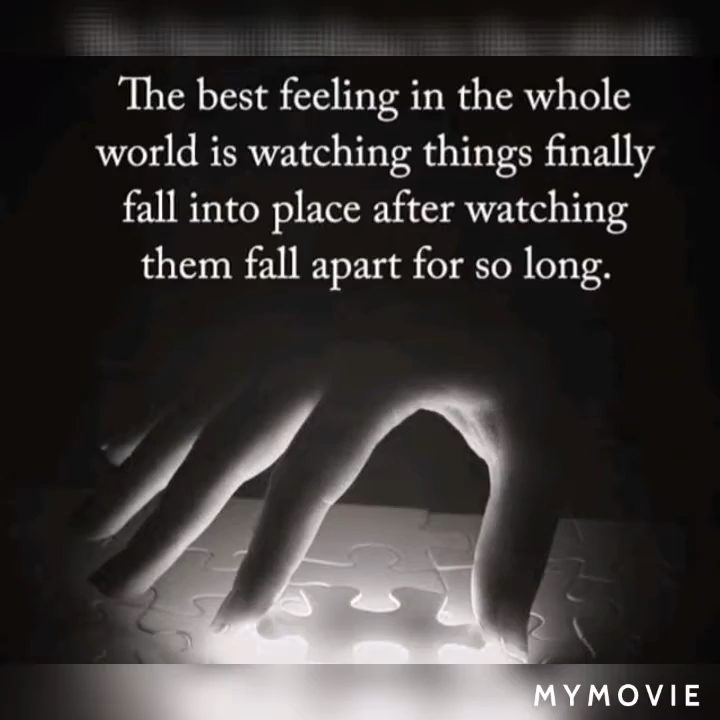 The best feeling in the whole
world is watching things finally
fall into place after watching
them fall apart for so long.
MYMOVIE